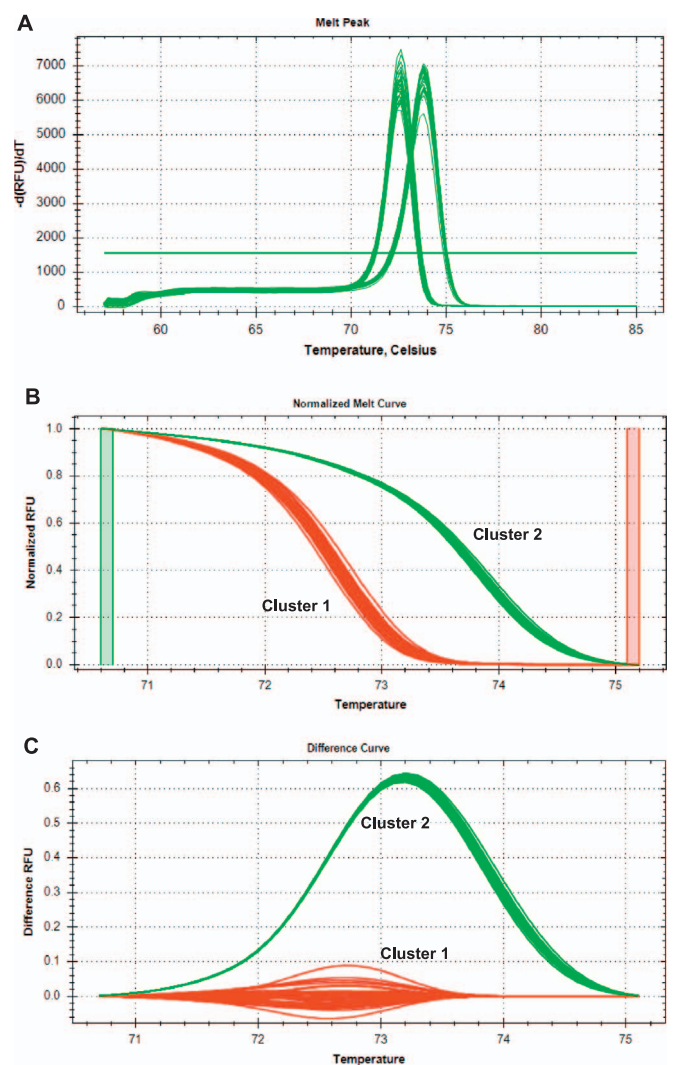 A
Melt Peak
7000
6000
5000
4000
3000
2000
1000
0
-d(RFU)/dT
60 65 70 75 80 85
Temperature, Celsius
B
Normalized Melt Curve
1.0
0.8
0.6
0.4
0.2
0.0
Normalized RFU
Cluster 2
Cluster 1
71 72 73 74 75
Temperature
C
Difference Curve
0.6
0.5
0.4
0.3
0.2
0.1
0.0
Difference RFU
Cluster 2
Cluster 1
71 72 73 74 75
Temperature